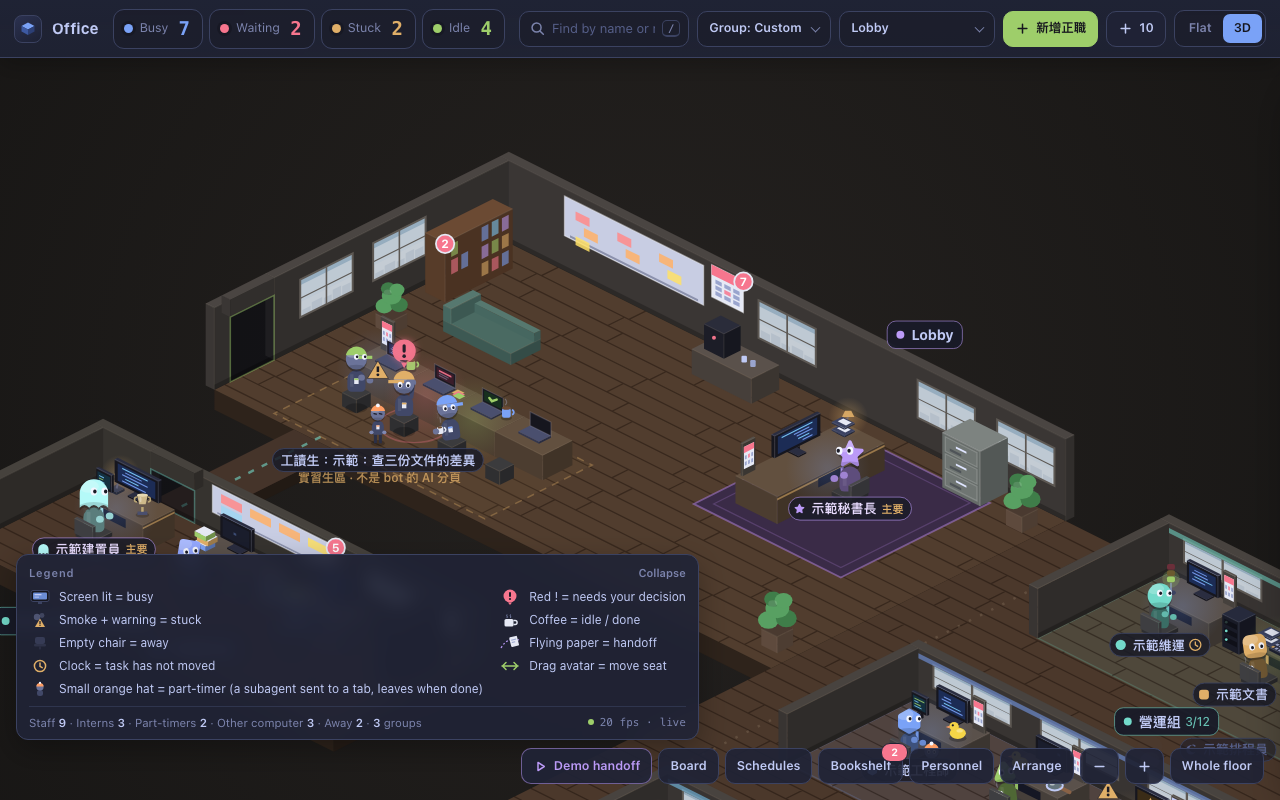 Office
Busy 7
Waiting 2
Stuck 2
Idle 4
Find by name or r /
Group: Custom
Lobby
新增正職
10
Flat
3D
2
7
Lobby
工讀生：示範：查三份文件的差異
實習生區 · 不是 bot 的 AI 分頁
示範秘書長 主要
示範建置員 主要
5
示範維運
示範文書
營運組 3/12
Legend
Collapse
Screen lit = busy
Red ! = needs your decision
Smoke + warning = stuck
Coffee = idle / done
Empty chair = away
Flying paper = handoff
Clock = task has not moved
Drag avatar = move seat
Small orange hat = part-timer (a subagent sent to a tab, leaves when done)
Staff 9 · Interns 3 · Part-timers 2 · Other computer 3 · Away 2 · 3 groups
20 fps · live
Demo handoff
Board
Schedules
Bookshelf
2
Personnel
Arrange
−
+
Whole floor